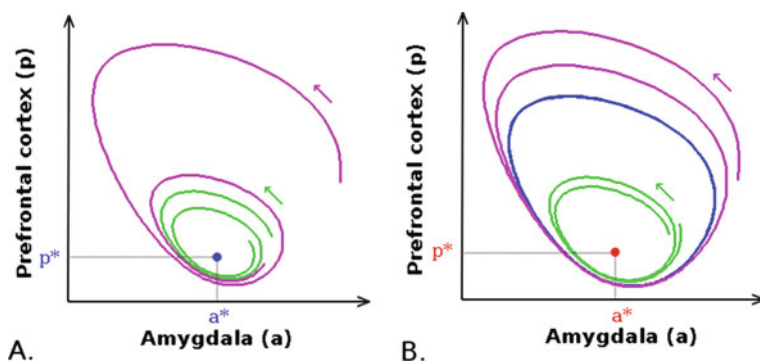 Prefrontal cortex (p)
p*
a*
Amygdala (a)
A.
Prefrontal cortex (p)
p*
a*
Amygdala (a)
B.